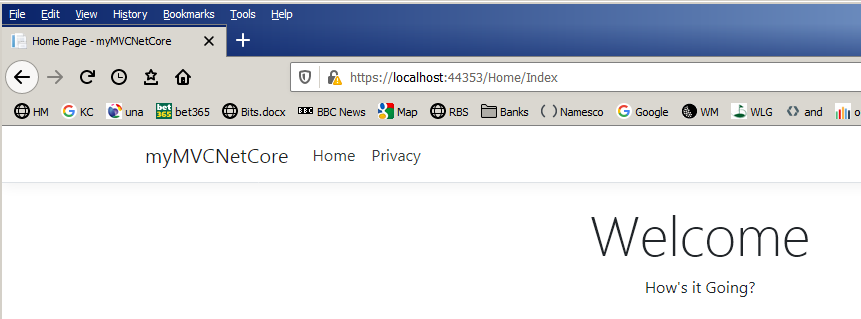 File Edit View History Bookmarks Tools Help
Home Page - myMVCNetCore
https://localhost:44353/Home/Index
HM KC una bet365 Bits.docx BBC BBC News Map RBS Banks Namesco Google WM WLG and
myMVCNetCore Home Privacy
Welcome
How's it Going?